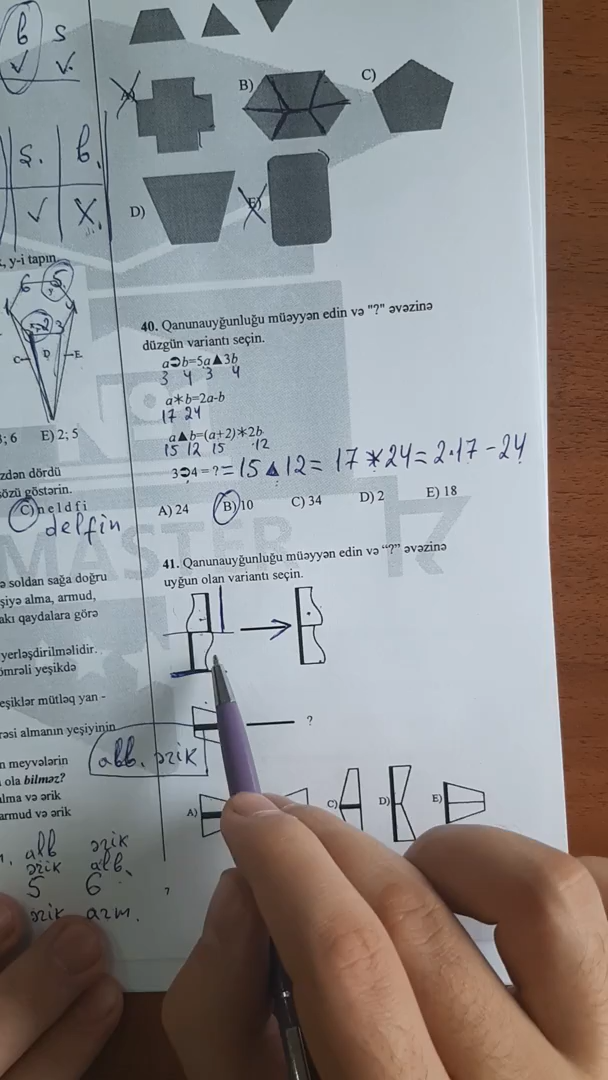 b s
v v.
ş. b.
v X.
A)
B)
C)
D)
E)
, y-i tapın.
6 5
y
2 3
C D E.
3; 6 E) 2; 5
zdən dördü
sözü göstərin.
C) n e l d f i
delfin
ə soldan sağa doğru
şiyə alma, armud,
akı qaydalara görə
yerləşdirilməlidir.
ömrəli yeşikdə
eşiklər mütləq yan -
rəsi almanın yeşiyinin
alb. ərik
n meyvələrin
ı ola bilməz?
alma və ərik
armud və ərik
alb ərik
ərik alb.
5 6
ərik arm.
40. Qanunauyğunluğu müəyyən edin və "?" əvəzinə
düzgün variantı seçin.
a⊃b=5a▲3b
3 4 3 4
a*b=2a-b
17 24
a▲b=(a+2)*2b
15 12 15 12
3⊃4 = ? = 15▲12 = 17*24 = 2·17-24
A) 24 B) 10 C) 34 D) 2 E) 18
41. Qanunauyğunluğu müəyyən edin və “?” əvəzinə
uyğun olan variantı seçin.
?
A) C) D) E)
7